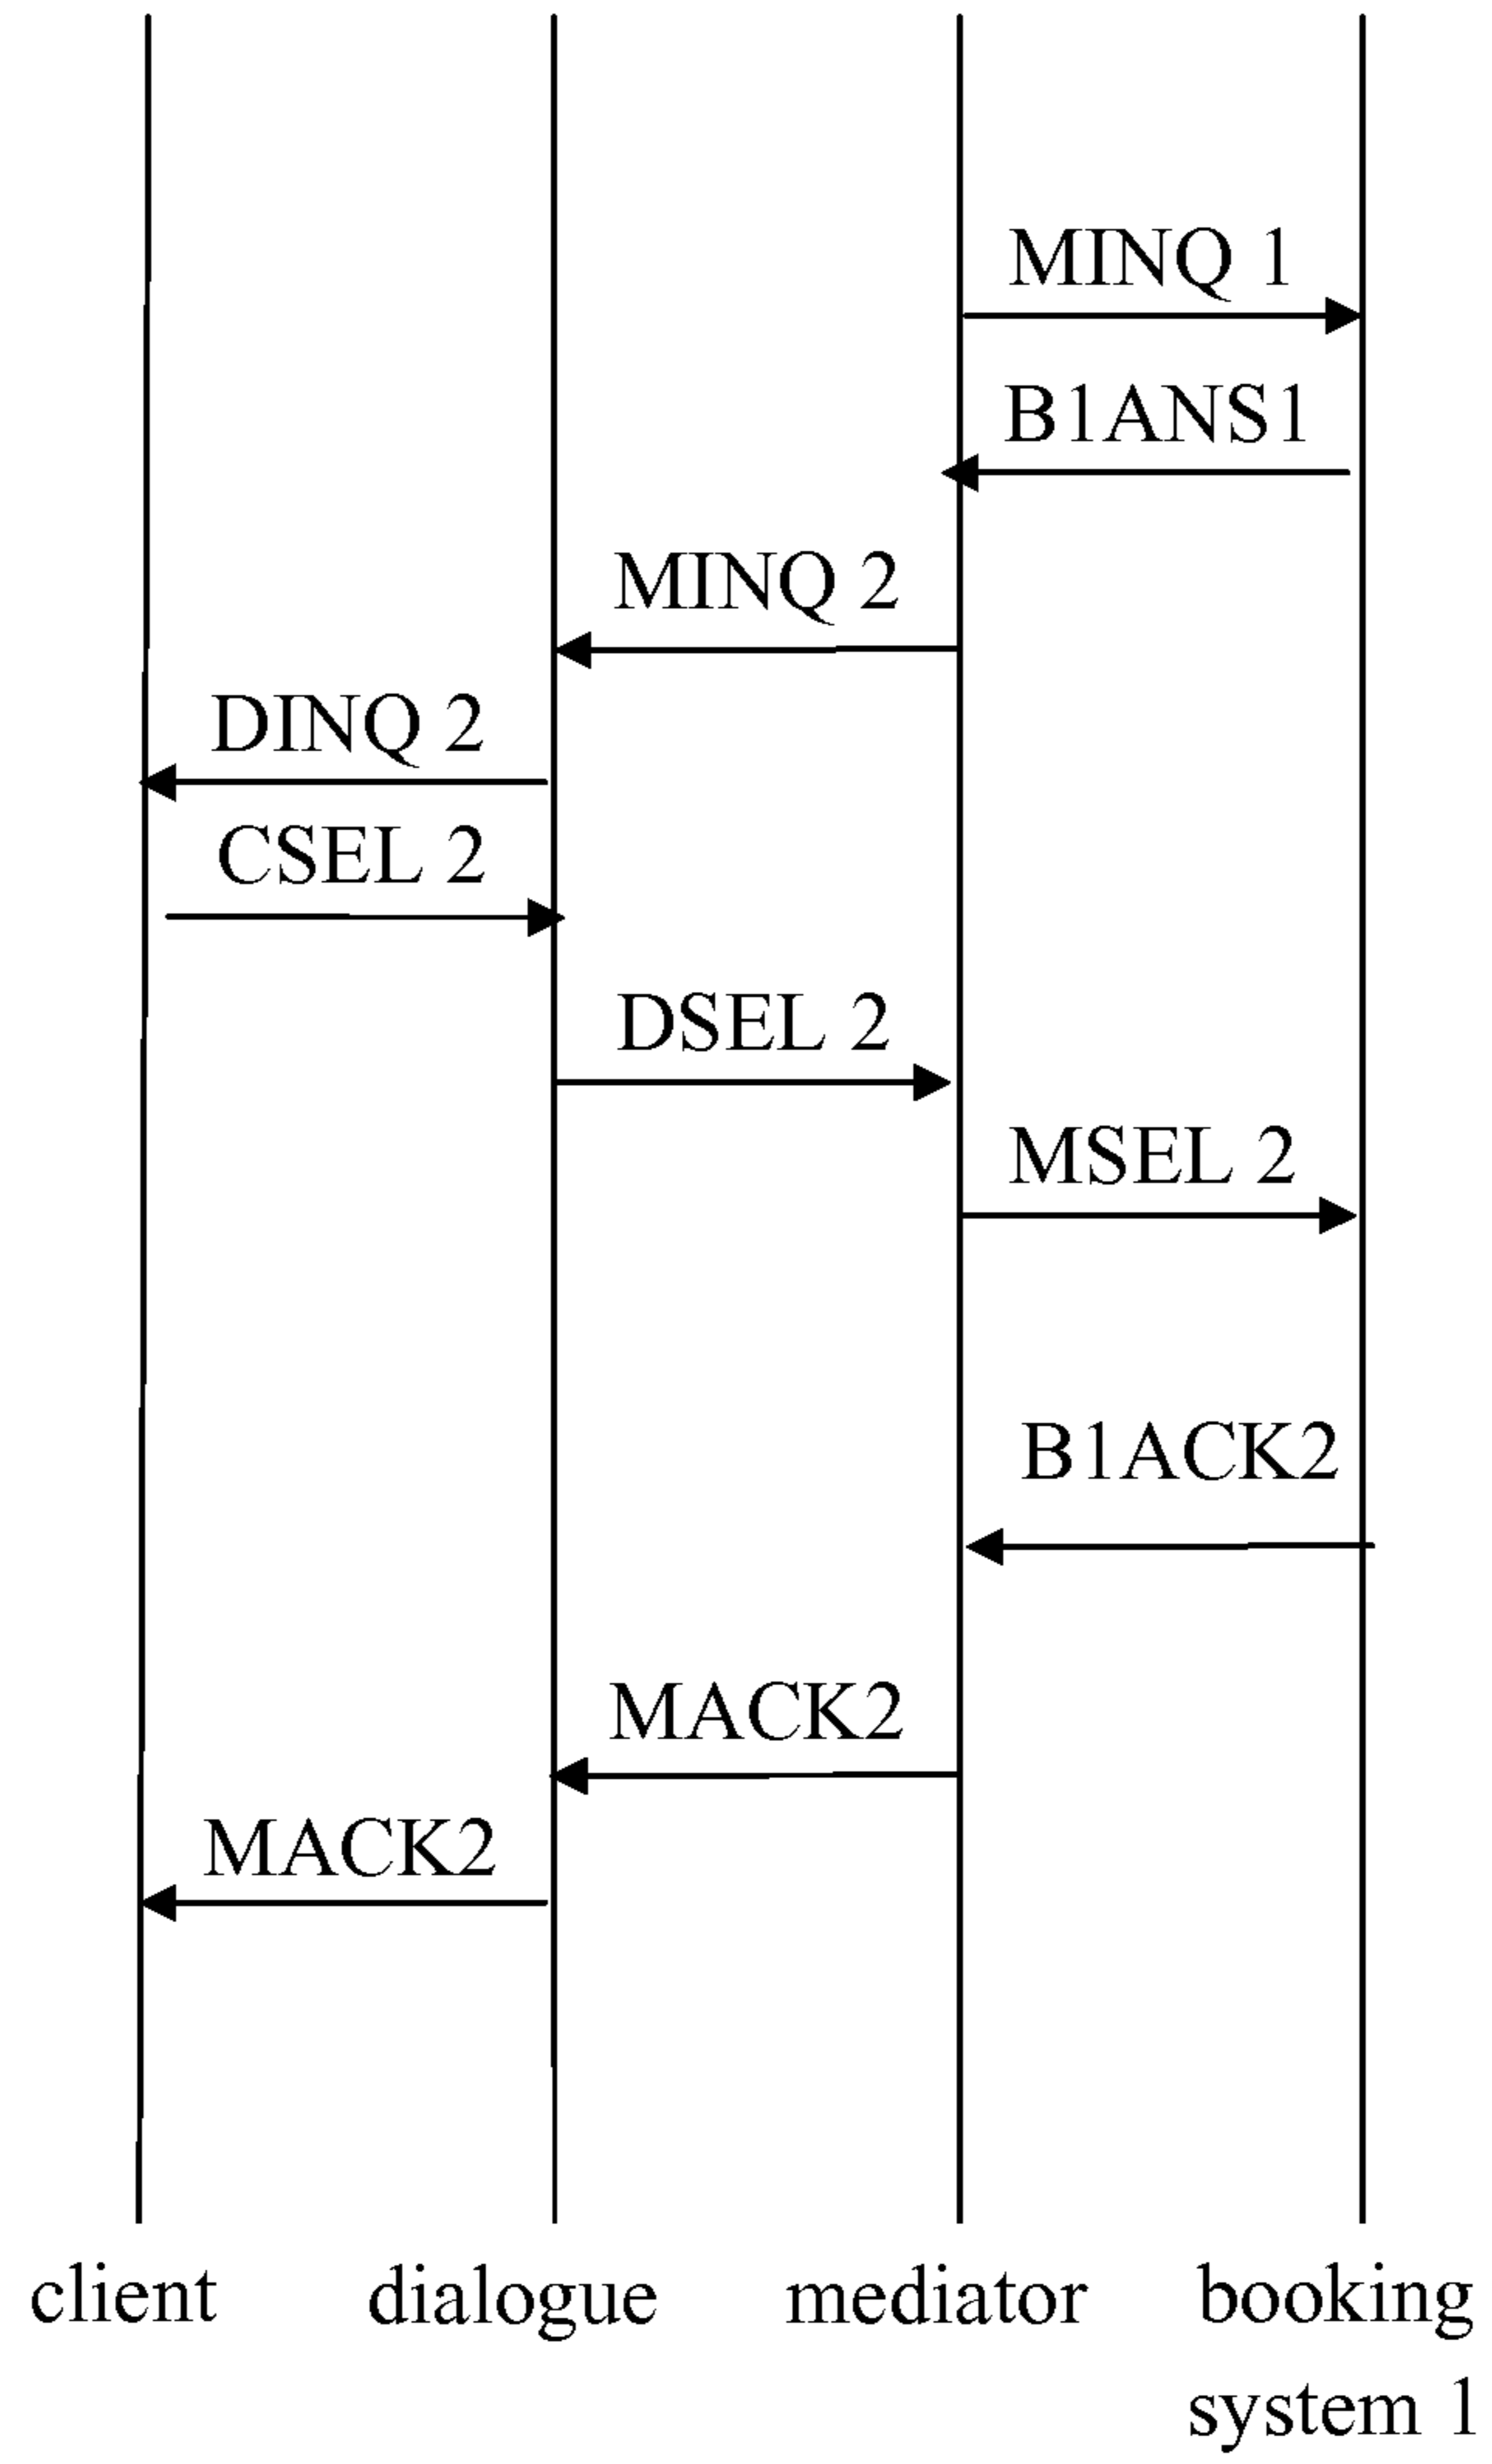 MINQ 1
B1ANS1
MINQ 2
DINQ 2
CSEL 2
DSEL 2
MSEL 2
B1ACK2
MACK2
MACK2
client
dialogue
mediator
booking
system 1